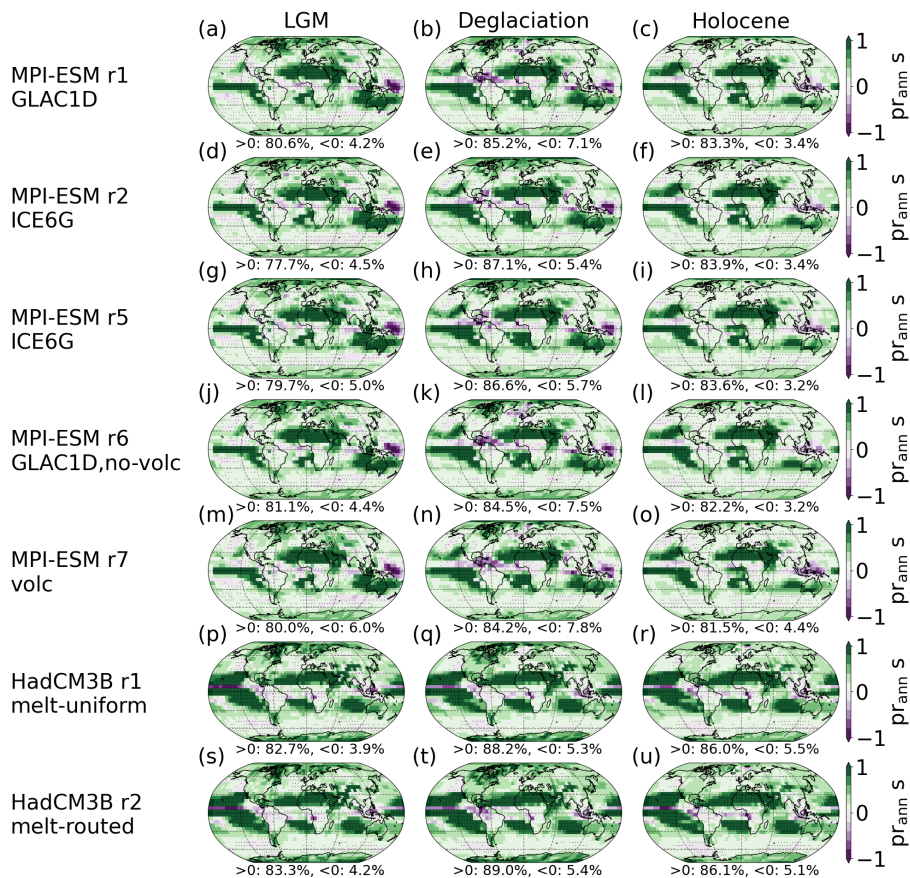 LGM
Deglaciation
Holocene
MPI-ESM r1
GLAC1D
(a)
(b)
(c)
>0: 80.6%, <0: 4.2%
>0: 85.2%, <0: 7.1%
>0: 83.3%, <0: 3.4%
1
0
−1
pr_ann s
MPI-ESM r2
ICE6G
(d)
(e)
(f)
>0: 77.7%, <0: 4.5%
>0: 87.1%, <0: 5.4%
>0: 83.9%, <0: 3.4%
1
0
−1
pr_ann s
MPI-ESM r5
ICE6G
(g)
(h)
(i)
>0: 79.7%, <0: 5.0%
>0: 86.6%, <0: 5.7%
>0: 83.6%, <0: 3.2%
1
0
−1
pr_ann s
MPI-ESM r6
GLAC1D,no-volc
(j)
(k)
(l)
>0: 81.1%, <0: 4.4%
>0: 84.5%, <0: 7.5%
>0: 82.2%, <0: 3.2%
1
0
−1
pr_ann s
MPI-ESM r7
volc
(m)
(n)
(o)
>0: 80.0%, <0: 6.0%
>0: 84.2%, <0: 7.8%
>0: 81.5%, <0: 4.4%
1
0
−1
pr_ann s
HadCM3B r1
melt-uniform
(p)
(q)
(r)
>0: 82.7%, <0: 3.9%
>0: 88.2%, <0: 5.3%
>0: 86.0%, <0: 5.5%
1
0
−1
pr_ann s
HadCM3B r2
melt-routed
(s)
(t)
(u)
>0: 83.3%, <0: 4.2%
>0: 89.0%, <0: 5.4%
>0: 86.1%, <0: 5.1%
1
0
−1
pr_ann s